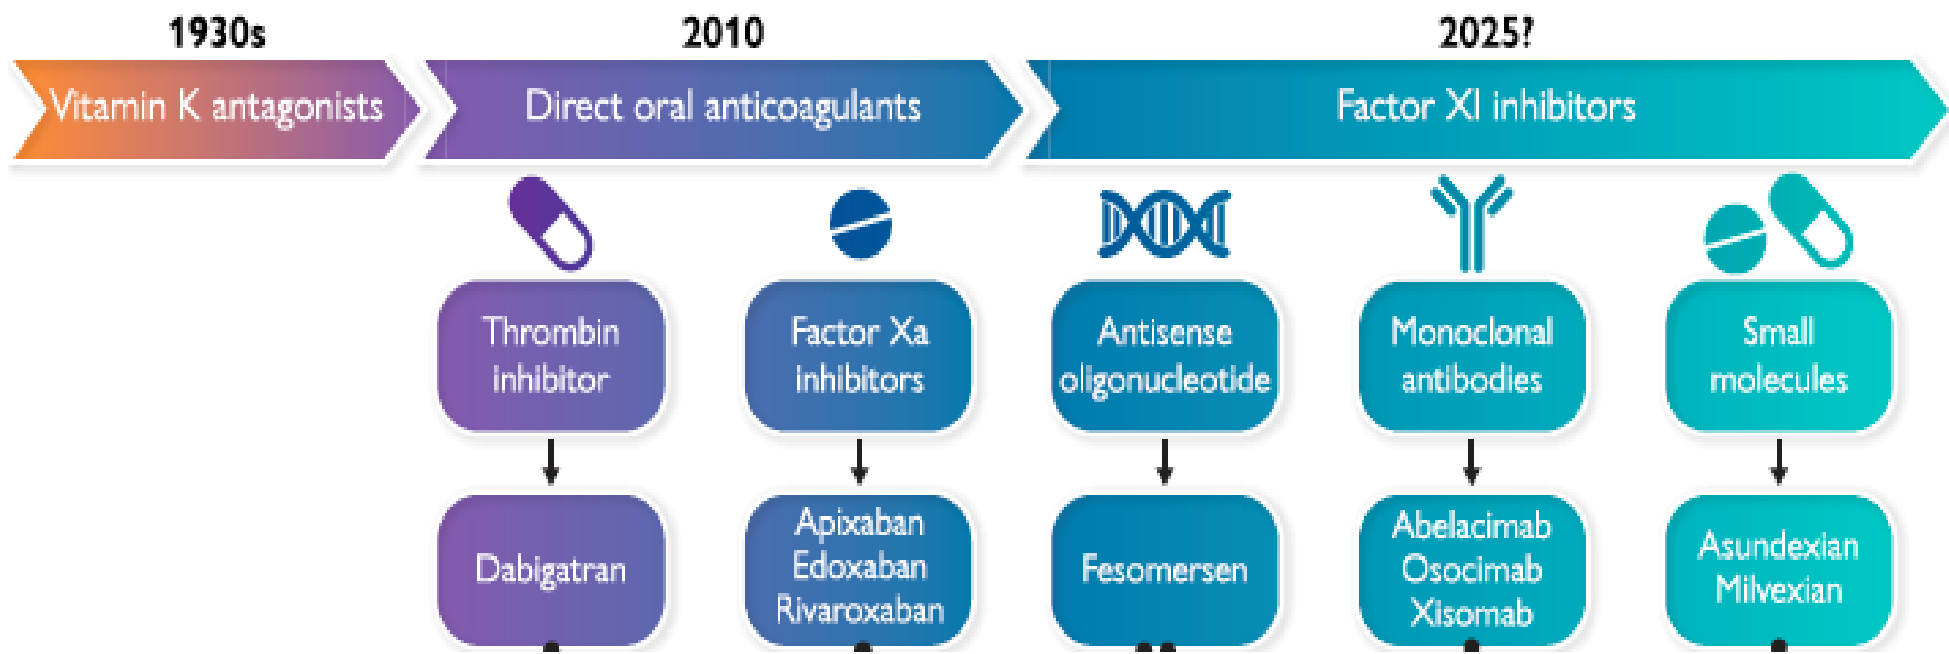 1930s
2010
2025?
Vitamin K antagonists
Direct oral anticoagulants
Factor XI inhibitors
Thrombin
inhibitor
Factor Xa
inhibitors
Antisense
oligonucleotide
Monoclonal
antibodies
Small
molecules
Dabigatran
Apixaban
Edoxaban
Rivaroxaban
Fesomersen
Abelacimab
Osocimab
Xisomab
Asundexian
Milvexian